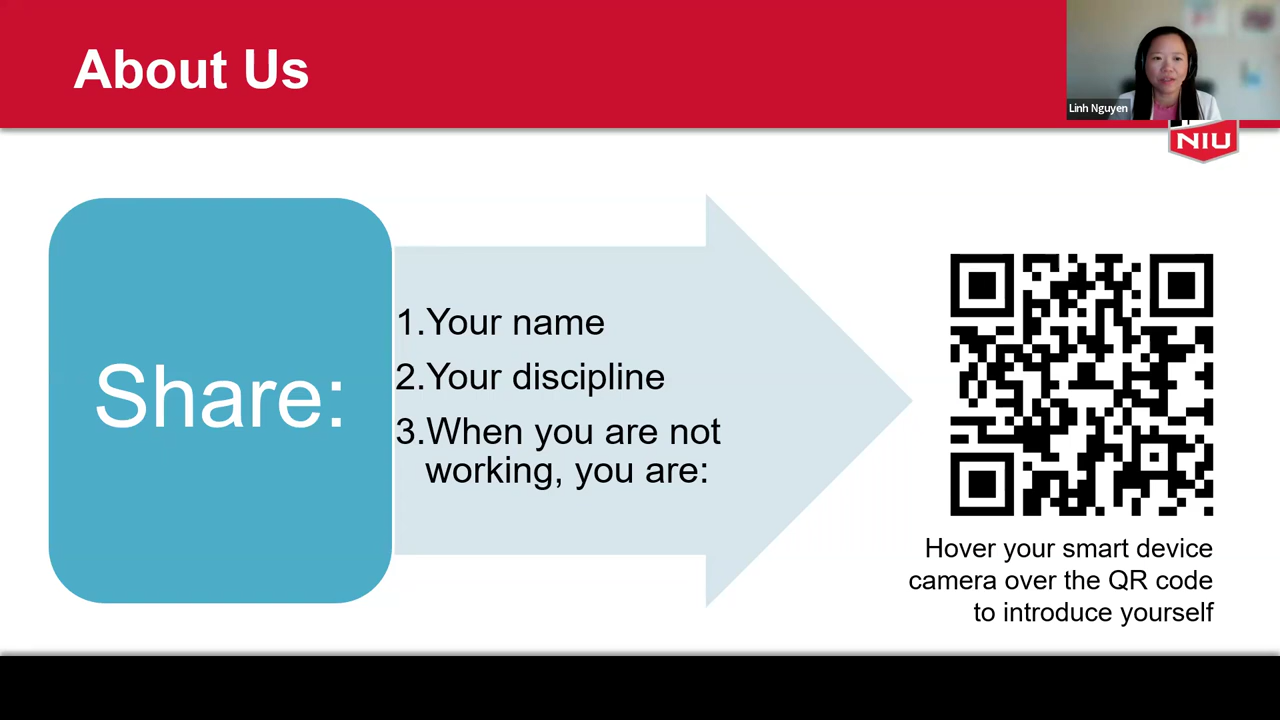 About Us
Linh Nguyen
NIU
Share:
1.Your name
2.Your discipline
3.When you are not
working, you are:
Hover your smart device
camera over the QR code
to introduce yourself